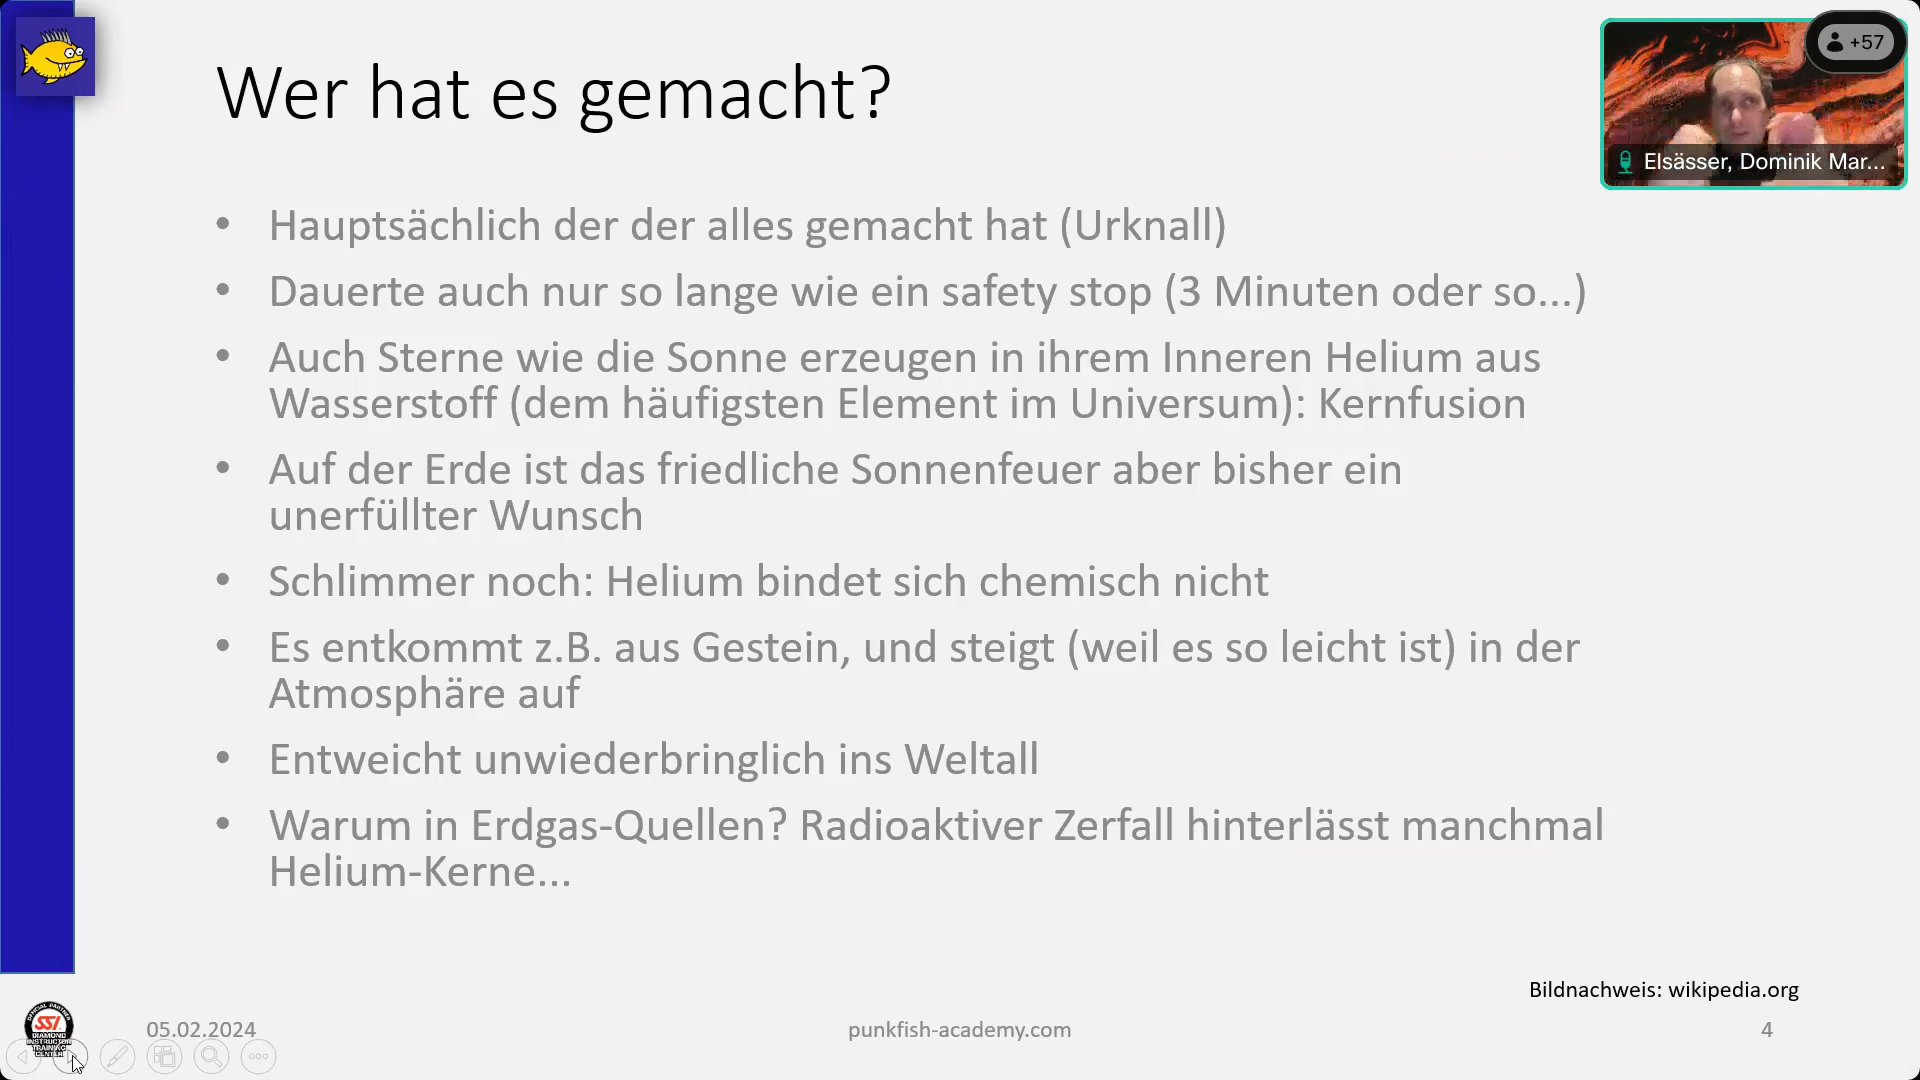 Wer hat es gemacht?
+57
Elsässer, Dominik Mar...
• Hauptsächlich der der alles gemacht hat (Urknall)
• Dauerte auch nur so lange wie ein safety stop (3 Minuten oder so...)
• Auch Sterne wie die Sonne erzeugen in ihrem Inneren Helium aus
Wasserstoff (dem häufigsten Element im Universum): Kernfusion
• Auf der Erde ist das friedliche Sonnenfeuer aber bisher ein
unerfüllter Wunsch
• Schlimmer noch: Helium bindet sich chemisch nicht
• Es entkommt z.B. aus Gestein, und steigt (weil es so leicht ist) in der
Atmosphäre auf
• Entweicht unwiederbringlich ins Weltall
• Warum in Erdgas-Quellen? Radioaktiver Zerfall hinterlässt manchmal
Helium-Kerne...
Bildnachweis: wikipedia.org
SSI
DIAMOND
INSTRUCTOR
TRAINING
CENTER
05.02.2024
punkfish-academy.com
4